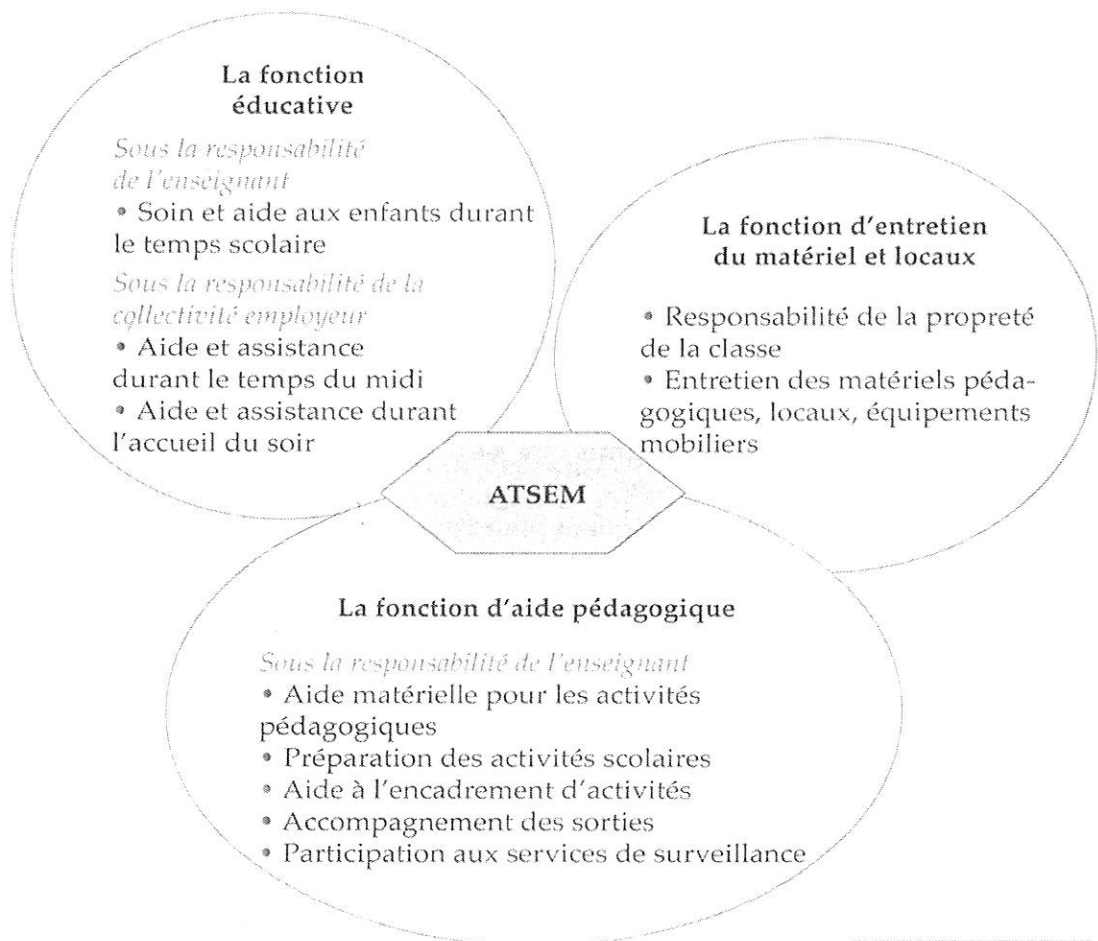 La fonction
éducative
Sous la responsabilité
de l'enseignant
• Soin et aide aux enfants durant
le temps scolaire
Sous la responsabilité de la
collectivité employeur
• Aide et assistance
durant le temps du midi
• Aide et assistance durant
l'accueil du soir
La fonction d'entretien
du matériel et locaux
• Responsabilité de la propreté
de la classe
• Entretien des matériels péda-
gogiques, locaux, équipements
mobiliers
ATSEM
La fonction d'aide pédagogique
Sous la responsabilité de l'enseignant
• Aide matérielle pour les activités
pédagogiques
• Préparation des activités scolaires
• Aide à l'encadrement d'activités
• Accompagnement des sorties
• Participation aux services de surveillance